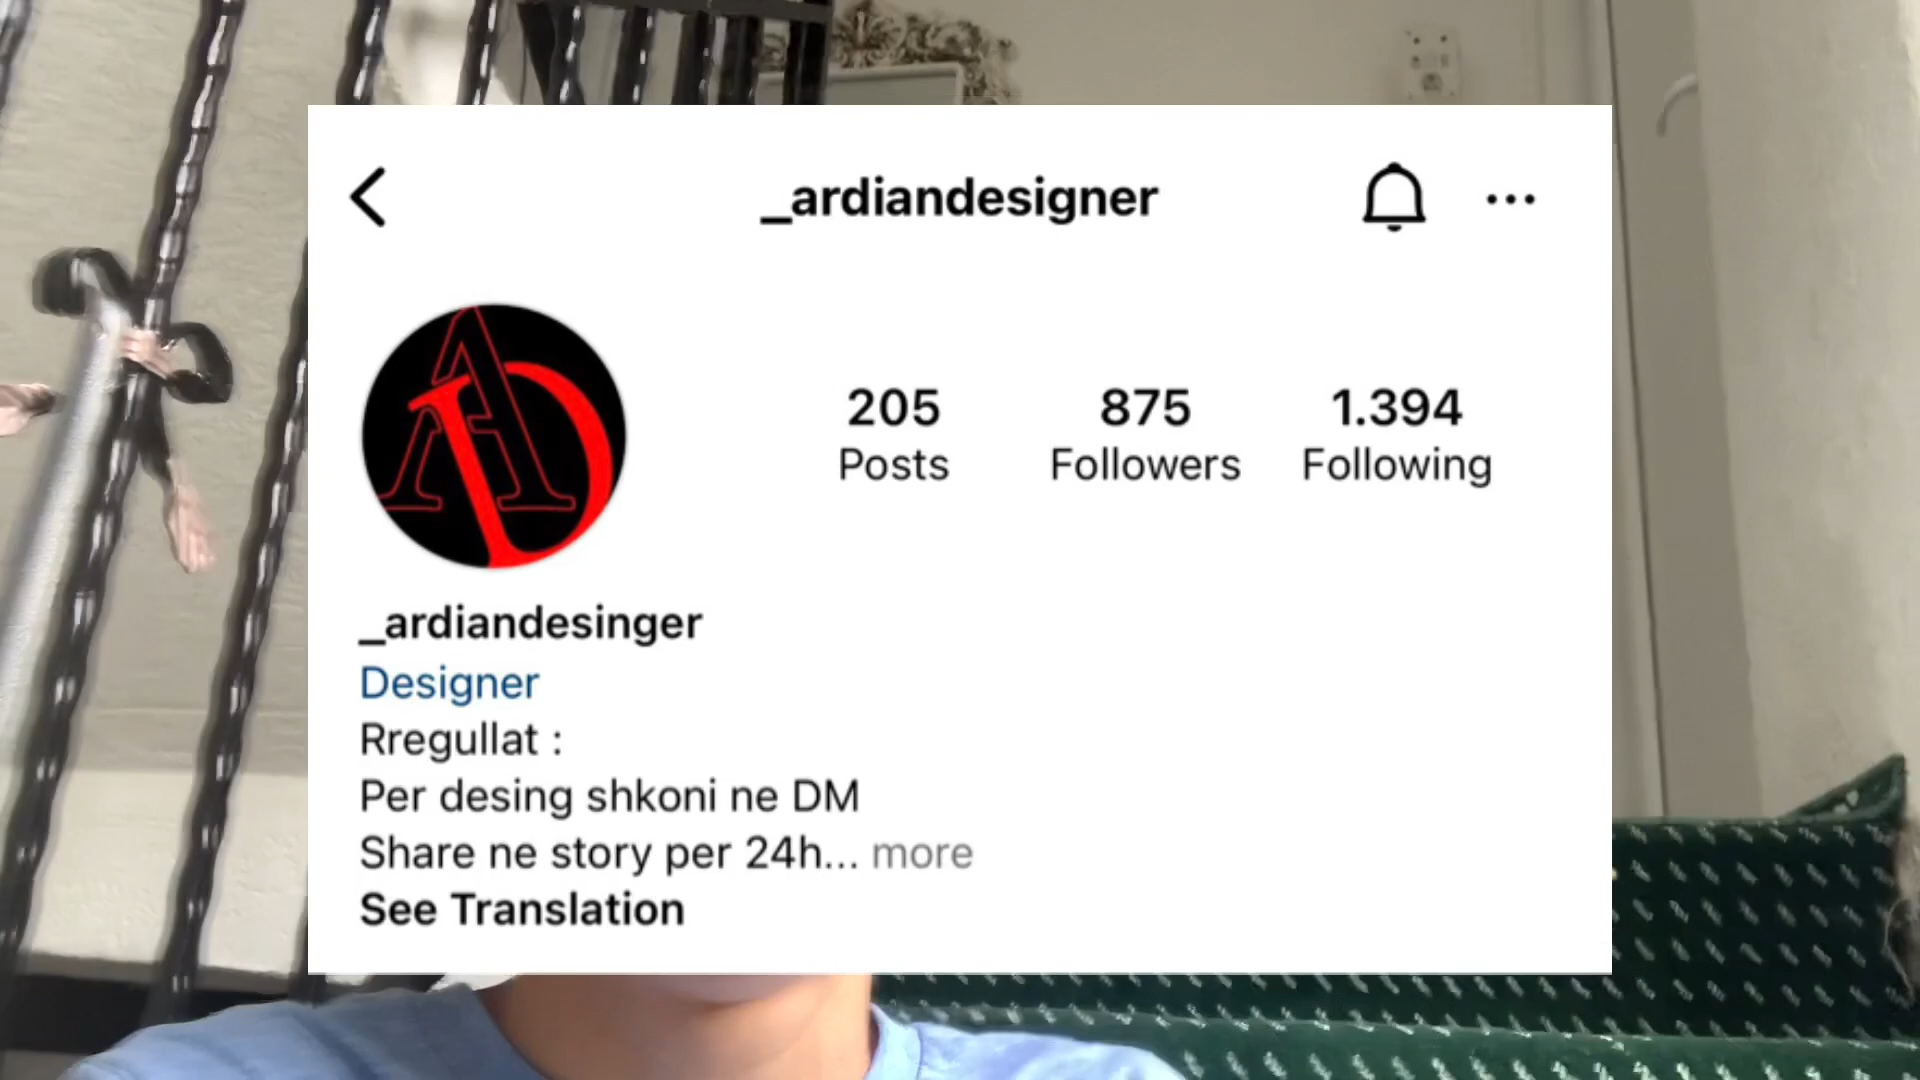 _ardiandesigner
AD
205 875 1.394
Posts Followers Following
_ardiandesinger
Designer
Rregullat :
Per desing shkoni ne DM
Share ne story per 24h... more
See Translation